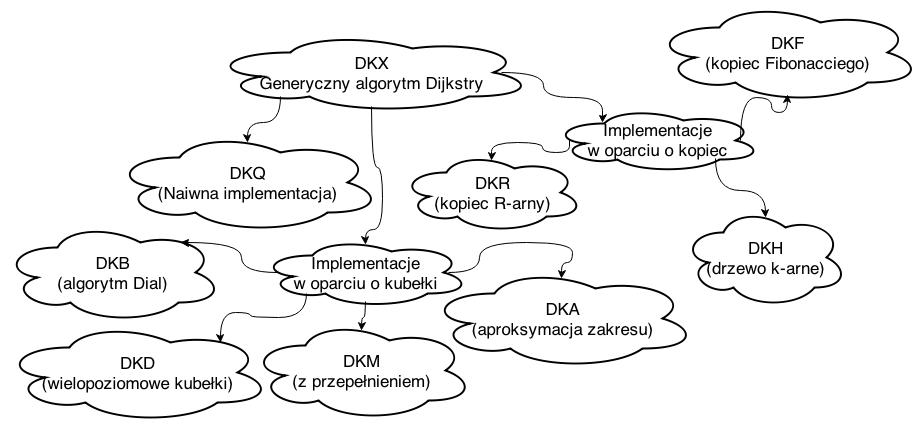 DKF
(kopiec Fibonacciego)
DKX
Generyczny algorytm Dijkstry
Implementacje
w oparciu o kopiec
DKQ
(Naiwna implementacja)
DKR
(kopiec R-arny)
DKH
(drzewo k-arne)
DKB
(algorytm Dial)
Implementacje
w oparciu o kubełki
DKA
(aproksymacja zakresu)
DKD
(wielopoziomowe kubełki)
DKM
(z przepełnieniem)